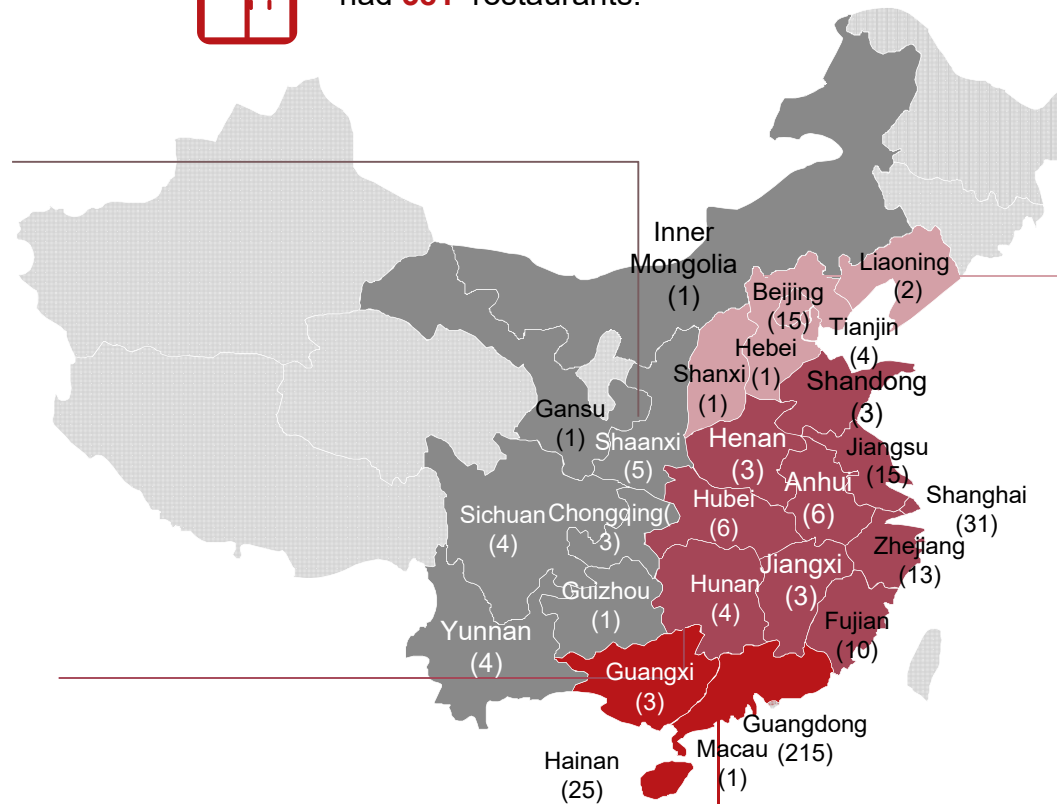 had restaurants.
Inner
Mongolia
(1)
Liaoning
(2)
Beijing
(15)
Tianjin
(4)
Hebei
(1)
Shanxi
(1)
Shandong
(3)
Gansu
(1)
Shaanxi
(5)
Henan
(3)
Jiangsu
(15)
Anhui
(6)
Shanghai
(31)
Hubei
(6)
Sichuan
(4)
Chongqing(
3)
Zhejiang
(13)
Jiangxi
(3)
Hunan
(4)
Guizhou
(1)
Fujian
(10)
Yunnan
(4)
Guangxi
(3)
Guangdong
(215)
Macau
(1)
Hainan
(25)